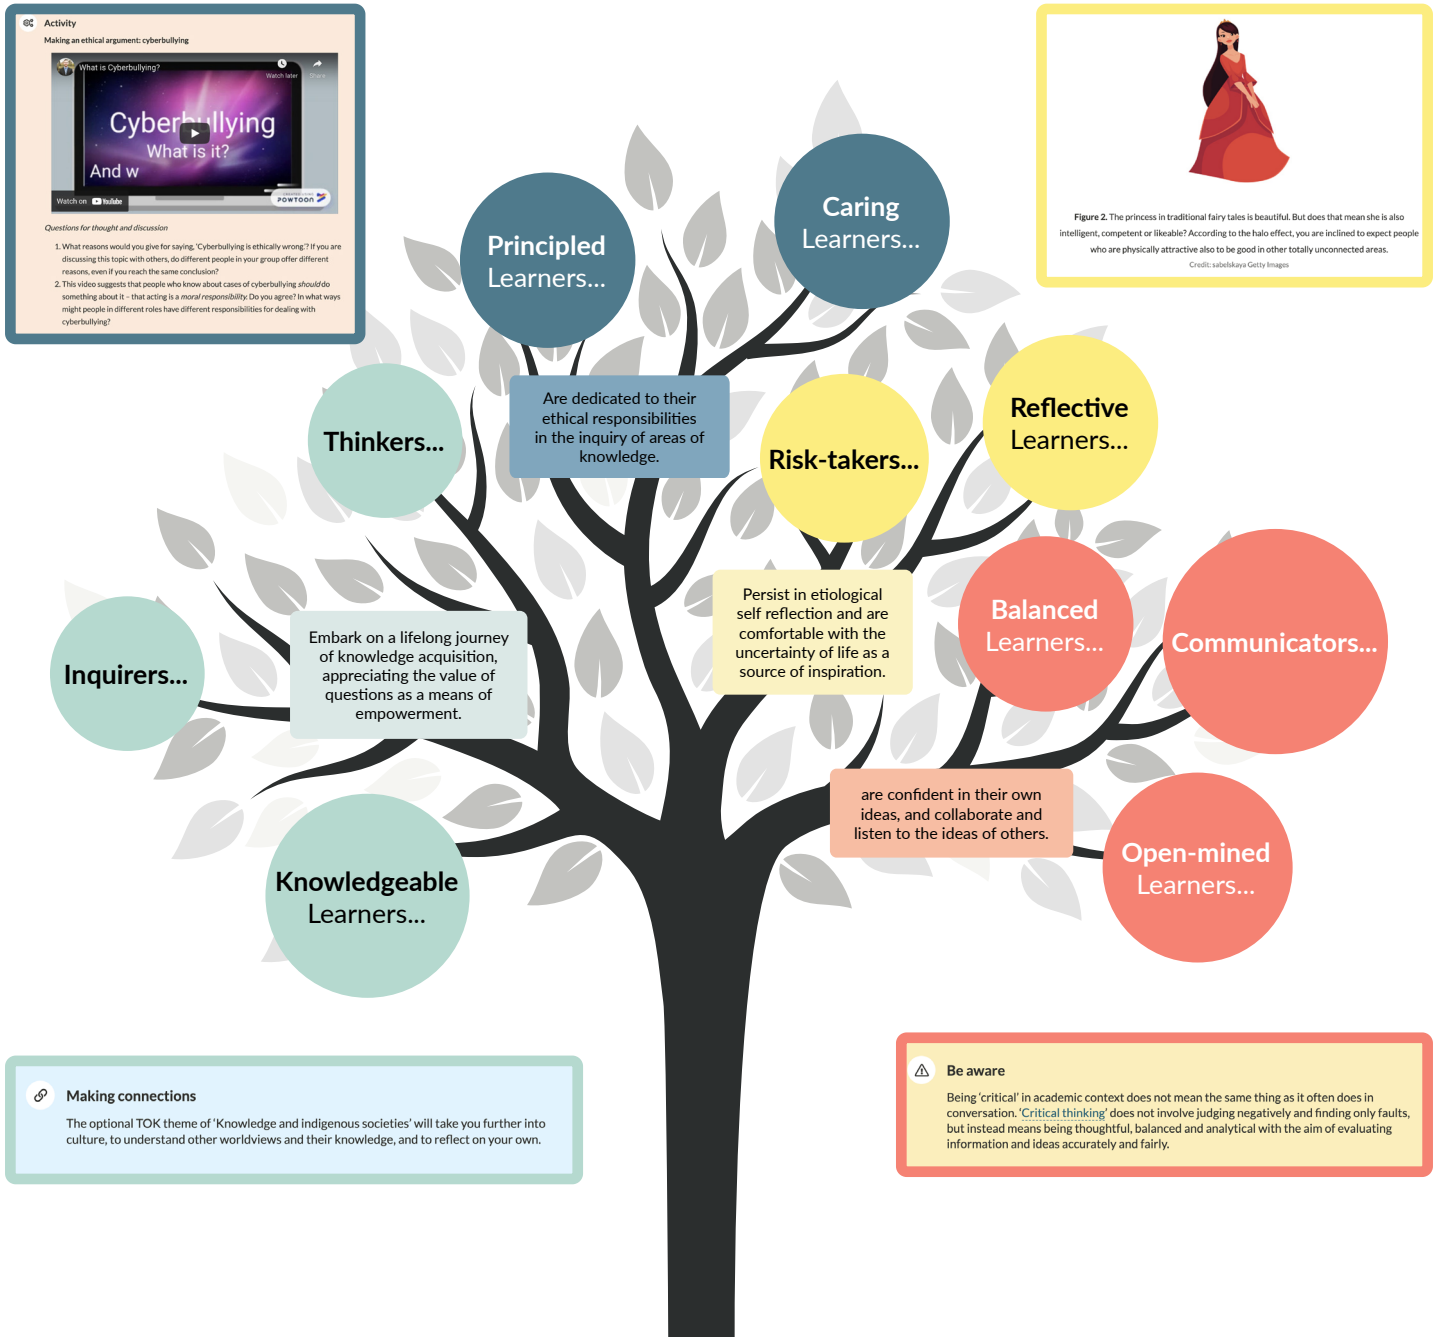 Activity
Making an ethical argument: cyberbullying
What is Cyberbullying?
Watch later
Share
Cyberbullying
What is it?
And w
Watch on YouTube
POWTOON
Questions for thought and discussion
1. What reasons would you give for saying, 'Cyberbullying is ethically wrong.'? If you are
discussing this topic with others, do different people in your group offer different
reasons, even if you reach the same conclusion?
2. This video suggests that people who know about cases of cyberbullying should do
something about it – that acting is a moral responsibility. Do you agree? In what ways
might people in different roles have different responsibilities for dealing with
cyberbullying?
Figure 2. The princess in traditional fairy tales is beautiful. But does that mean she is also
intelligent, competent or likeable? According to the halo effect, you are inclined to expect people
who are physically attractive also to be good in other totally unconnected areas.
Credit: sabelskaya Getty Images
Principled
Learners...
Caring
Learners...
Are dedicated to their
ethical responsibilities
in the inquiry of areas of
knowledge.
Thinkers...
Risk-takers...
Reflective
Learners...
Persist in etiological
self reflection and are
comfortable with the
uncertainty of life as a
source of inspiration.
Inquirers...
Embark on a lifelong journey
of knowledge acquisition,
appreciating the value of
questions as a means of
empowerment.
Balanced
Learners...
Communicators...
are confident in their own
ideas, and collaborate and
listen to the ideas of others.
Knowledgeable
Learners...
Open-mined
Learners...
Making connections
The optional TOK theme of 'Knowledge and indigenous societies' will take you further into
culture, to understand other worldviews and their knowledge, and to reflect on your own.
Be aware
Being 'critical' in academic context does not mean the same thing as it often does in
conversation. 'Critical thinking' does not involve judging negatively and finding only faults,
but instead means being thoughtful, balanced and analytical with the aim of evaluating
information and ideas accurately and fairly.